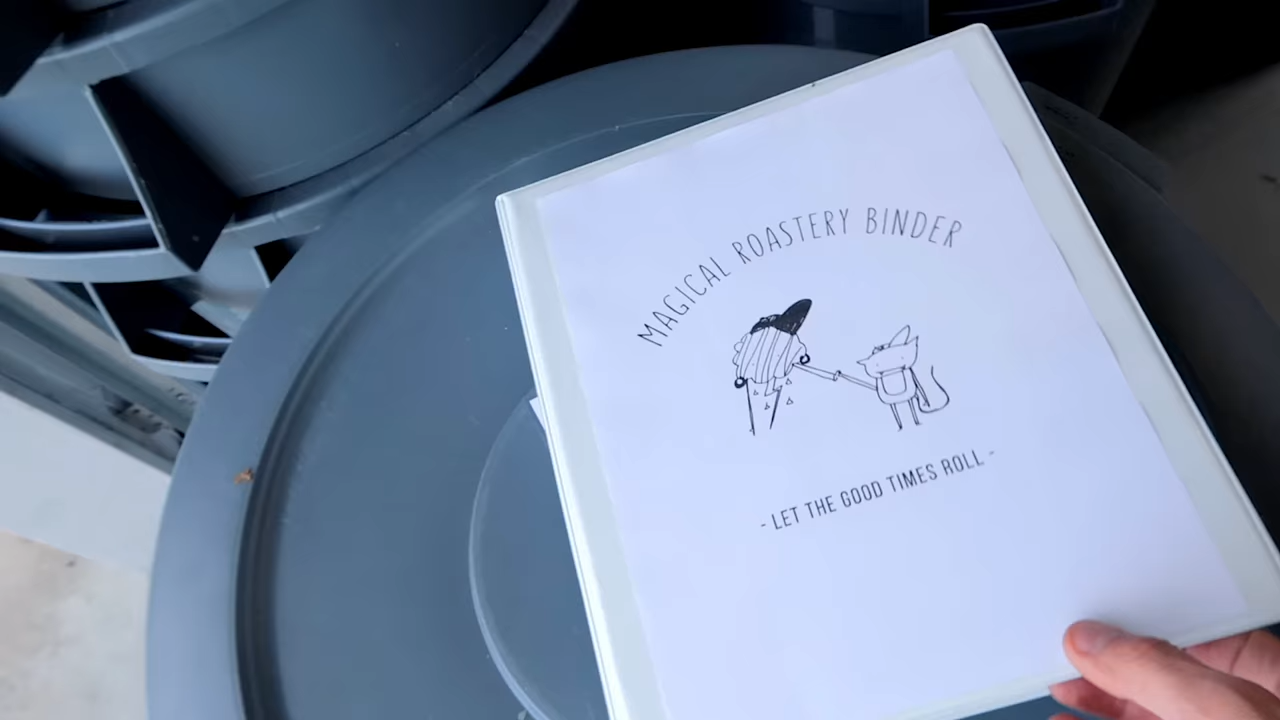 MAGICAL ROASTERY BINDER
- LET THE GOOD TIMES ROLL -